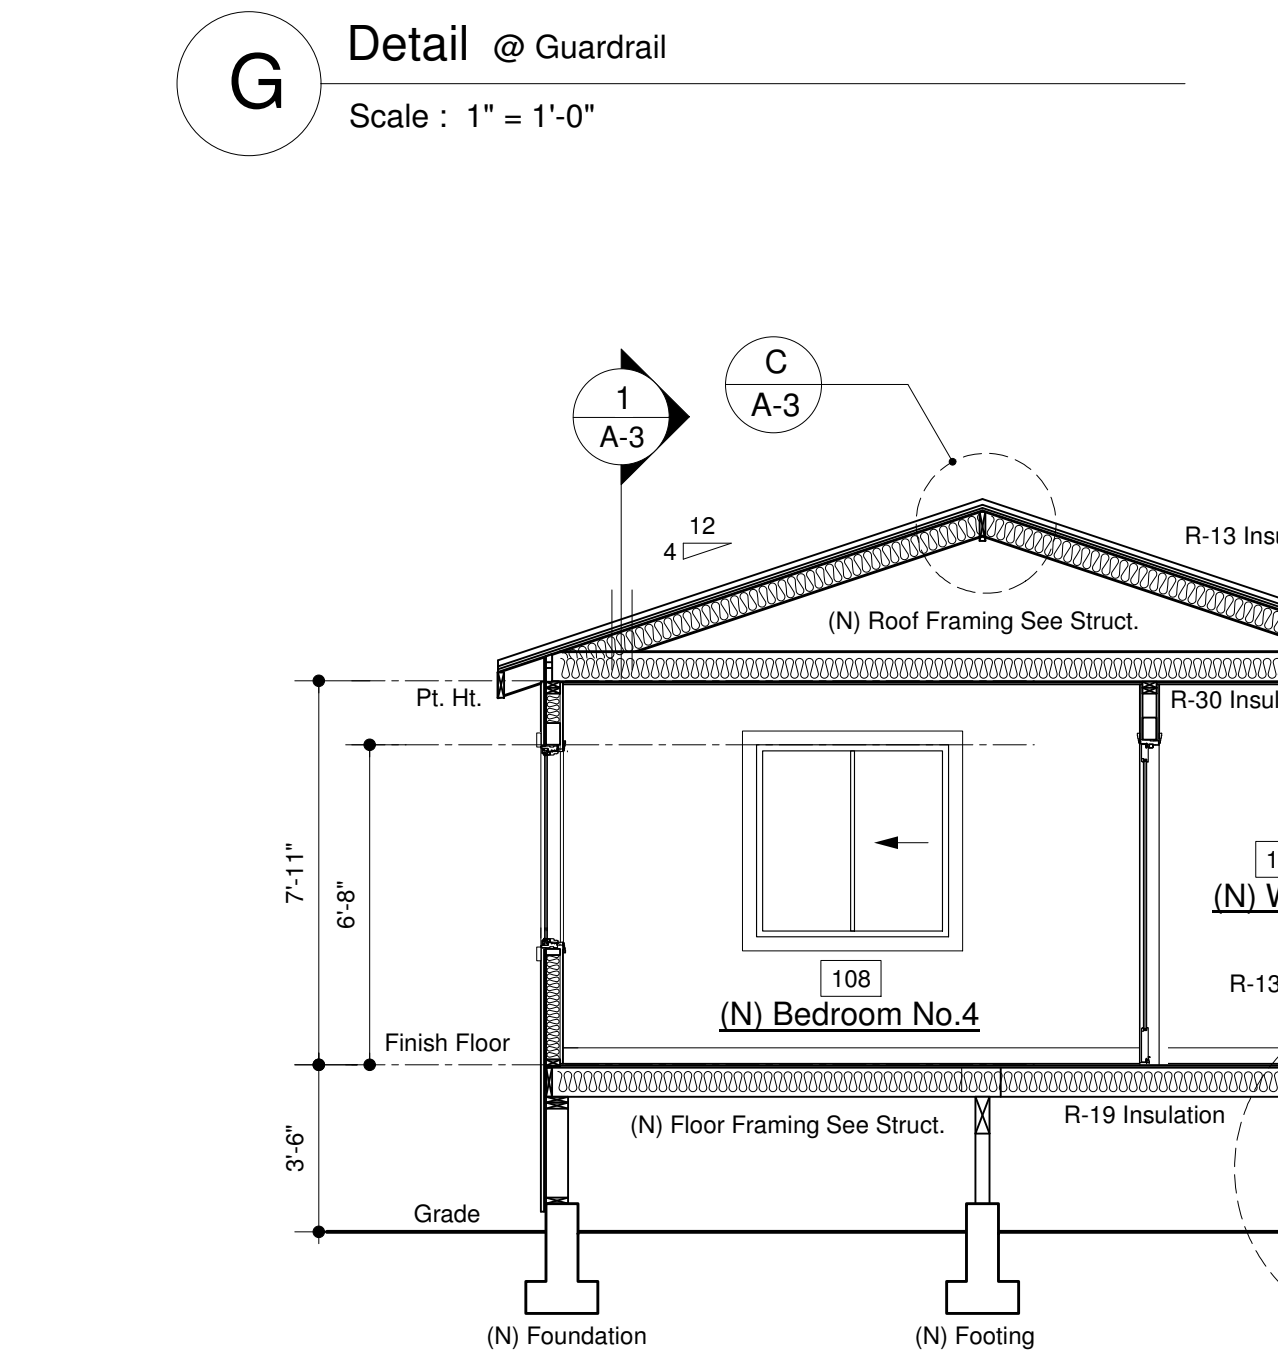 G
Detail @ Guardrail
Scale : 1" = 1'-0"
1
A-3
C
A-3
12
4
R-13
(N) Roof Framing See Struct.
Pt. Ht.
R-30
7'-11"
6'-8"
(N)
108
(N) Bedroom No.4
R-13
Finish Floor
(N) Floor Framing See Struct.
R-19 Insulation
3'-6"
Grade
(N) Foundation
(N) Footing